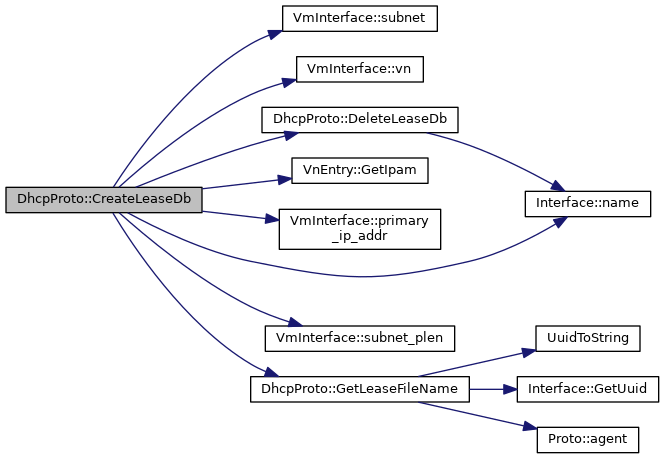 VmInterface::subnet
VmInterface::vn
DhcpProto::DeleteLeaseDb
VnEntry::GetIpam
DhcpProto::CreateLeaseDb
Interface::name
VmInterface::primary
_ip_addr
VmInterface::subnet_plen
UuidToString
DhcpProto::GetLeaseFileName
Interface::GetUuid
Proto::agent